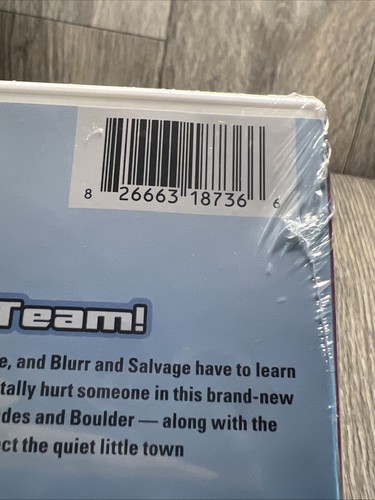 8 26663 18736 6
Team!
e, and Blurr and Salvage have to learn
tally hurt someone in this brand-new
des and Boulder — along with the
ct the quiet little town